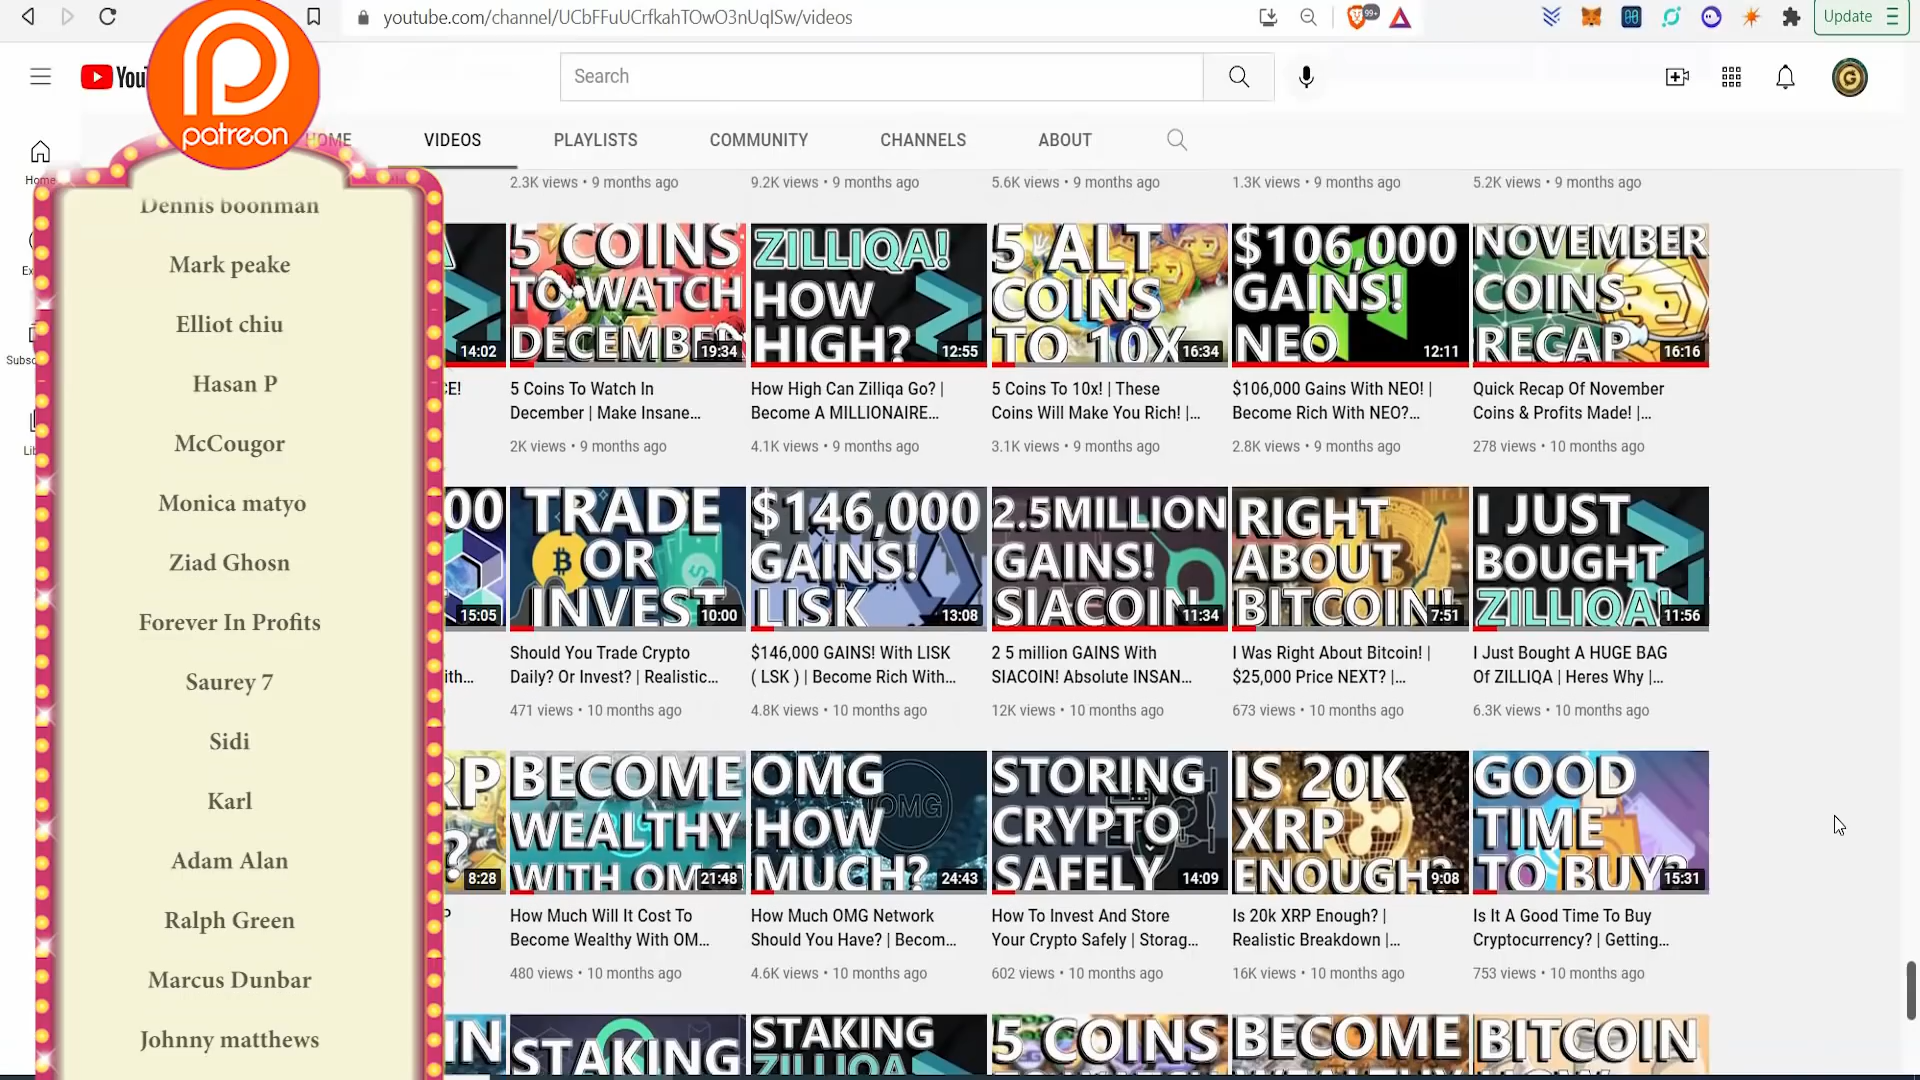 youtube.com/channel/UCbFFuUCrfkahTOwO3nUqISw/videos
99+
Update
patreon
Search
HOME
VIDEOS
PLAYLISTS
COMMUNITY
CHANNELS
ABOUT
Home
Dennis boonman
Mark peake
Elliot chiu
Hasan P
McCougor
Monica matyo
Ziad Ghosn
Forever In Profits
Saurey 7
Sidi
Karl
Adam Alan
Ralph Green
Marcus Dunbar
Johnny matthews
2.3K views • 9 months ago
9.2K views • 9 months ago
5.6K views • 9 months ago
1.3K views • 9 months ago
5.2K views • 9 months ago
14:02
5 COINS
TO WATCH
DECEMBER
19:34
5 Coins To Watch In
December | Make Insane...
2K views • 9 months ago
ZILLIQA!
HOW
HIGH?
12:55
How High Can Zilliqa Go? |
Become A MILLIONAIRE...
4.1K views • 9 months ago
5 ALT
COINS
TO 10X
16:34
5 Coins To 10x! | These
Coins Will Make You Rich! |...
3.1K views • 9 months ago
$106,000
GAINS!
NEO
12:11
$106,000 Gains With NEO! |
Become Rich With NEO?...
2.8K views • 9 months ago
NOVEMBER
COINS
RECAP
16:16
Quick Recap Of November
Coins & Profits Made! |...
278 views • 10 months ago
00
15:05
ith...
TRADE
OR
INVEST
10:00
Should You Trade Crypto
Daily? Or Invest? | Realistic...
471 views • 10 months ago
$146,000
GAINS!
LISK
13:08
$146,000 GAINS! With LISK
( LSK ) | Become Rich With...
4.8K views • 10 months ago
2.5MILLION
GAINS!
SIACOIN
11:34
2 5 million GAINS With
SIACOIN! Absolute INSAN...
12K views • 10 months ago
RIGHT
ABOUT
BITCOIN!
7:51
I Was Right About Bitcoin! |
$25,000 Price NEXT? |...
673 views • 10 months ago
I JUST
BOUGHT
ZILLIQA!
11:56
I Just Bought A HUGE BAG
Of ZILLIQA | Heres Why |...
6.3K views • 10 months ago
RP
?
8:28
BECOME
WEALTHY
WITH OMG
21:48
How Much Will It Cost To
Become Wealthy With OM...
480 views • 10 months ago
OMG
HOW
MUCH?
OMG
24:43
How Much OMG Network
Should You Have? | Becom...
4.6K views • 10 months ago
STORING
CRYPTO
SAFELY
14:09
How To Invest And Store
Your Crypto Safely | Storag...
602 views • 10 months ago
IS 20K
XRP
ENOUGH?
9:08
Is 20k XRP Enough? |
Realistic Breakdown |...
16K views • 10 months ago
GOOD
TIME
TO BUY?
15:31
Is It A Good Time To Buy
Cryptocurrency? | Getting...
753 views • 10 months ago
IN
STAKING
STAKING
ZILLIQA
5 COINS
BECOME
BITCOIN